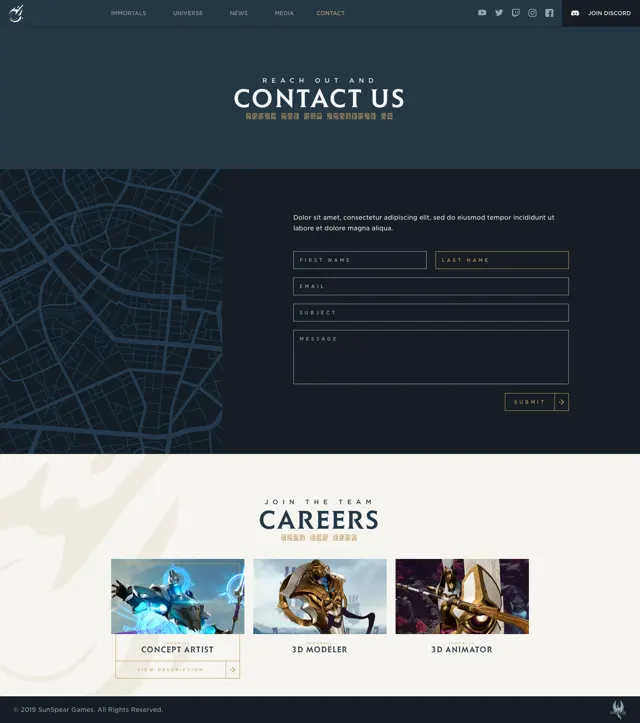 IMMORTALS
UNIVERSE
NEWS
MEDIA
CONTACT
JOIN DISCORD
REACH OUT AND
CONTACT US
Dolor sit amet, consectetur adipiscing elit, sed do eiusmod tempor incididunt ut
labore et dolore magna aliqua.
FIRST NAME
LAST NAME
EMAIL
SUBJECT
MESSAGE
SUBMIT
JOIN THE TEAM
CAREERS
CONCEPT ARTIST
VIEW DESCRIPTION
3D MODELER
3D ANIMATOR
© 2019 SunSpear Games. All Rights Reserved.